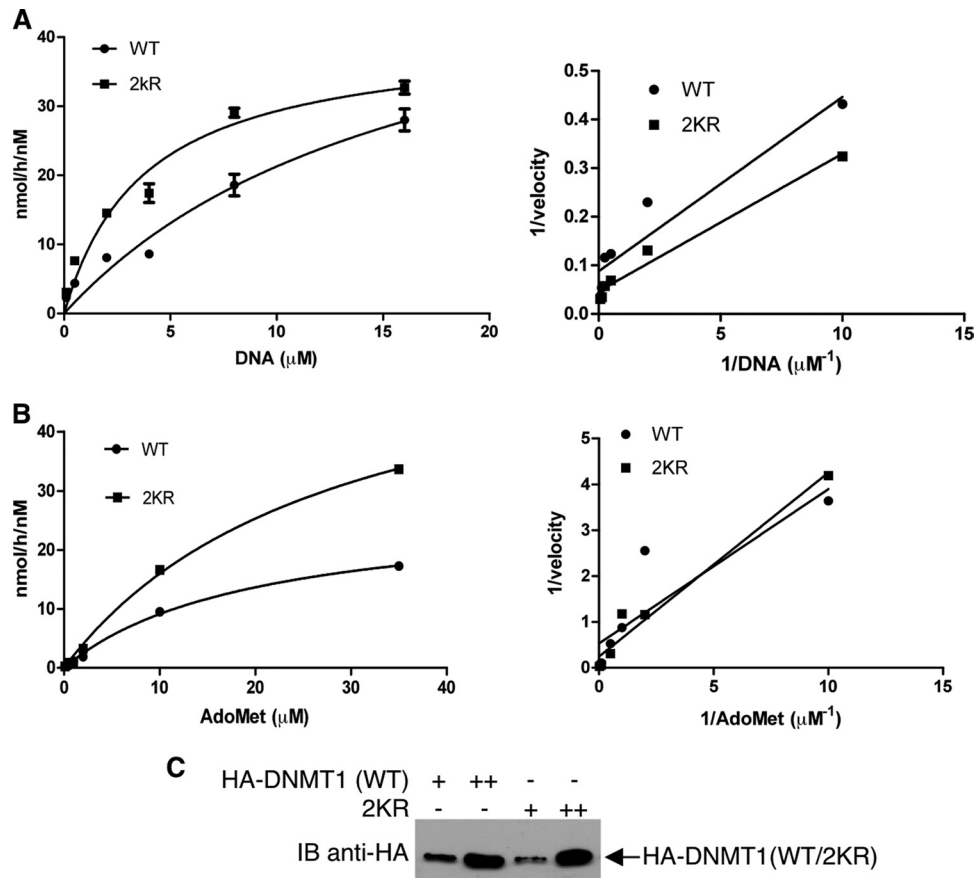 A
WT
2kR
nmol/h/nM
40
30
20
10
0
0 5 10 15 20
DNA (μM)
WT
2KR
1/velocity
0.5
0.4
0.3
0.2
0.1
0.0
0 5 10 15
1/DNA (μM-1)
B
WT
2KR
nmol/h/nM
40
30
20
10
0
0 10 20 30 40
AdoMet (μM)
WT
2KR
1/velocity
5
4
3
2
1
0
0 5 10 15
1/AdoMet (μM-1)
C
HA-DNMT1 (WT) + ++ - -
2KR - - + ++
IB anti-HA
HA-DNMT1(WT/2KR)